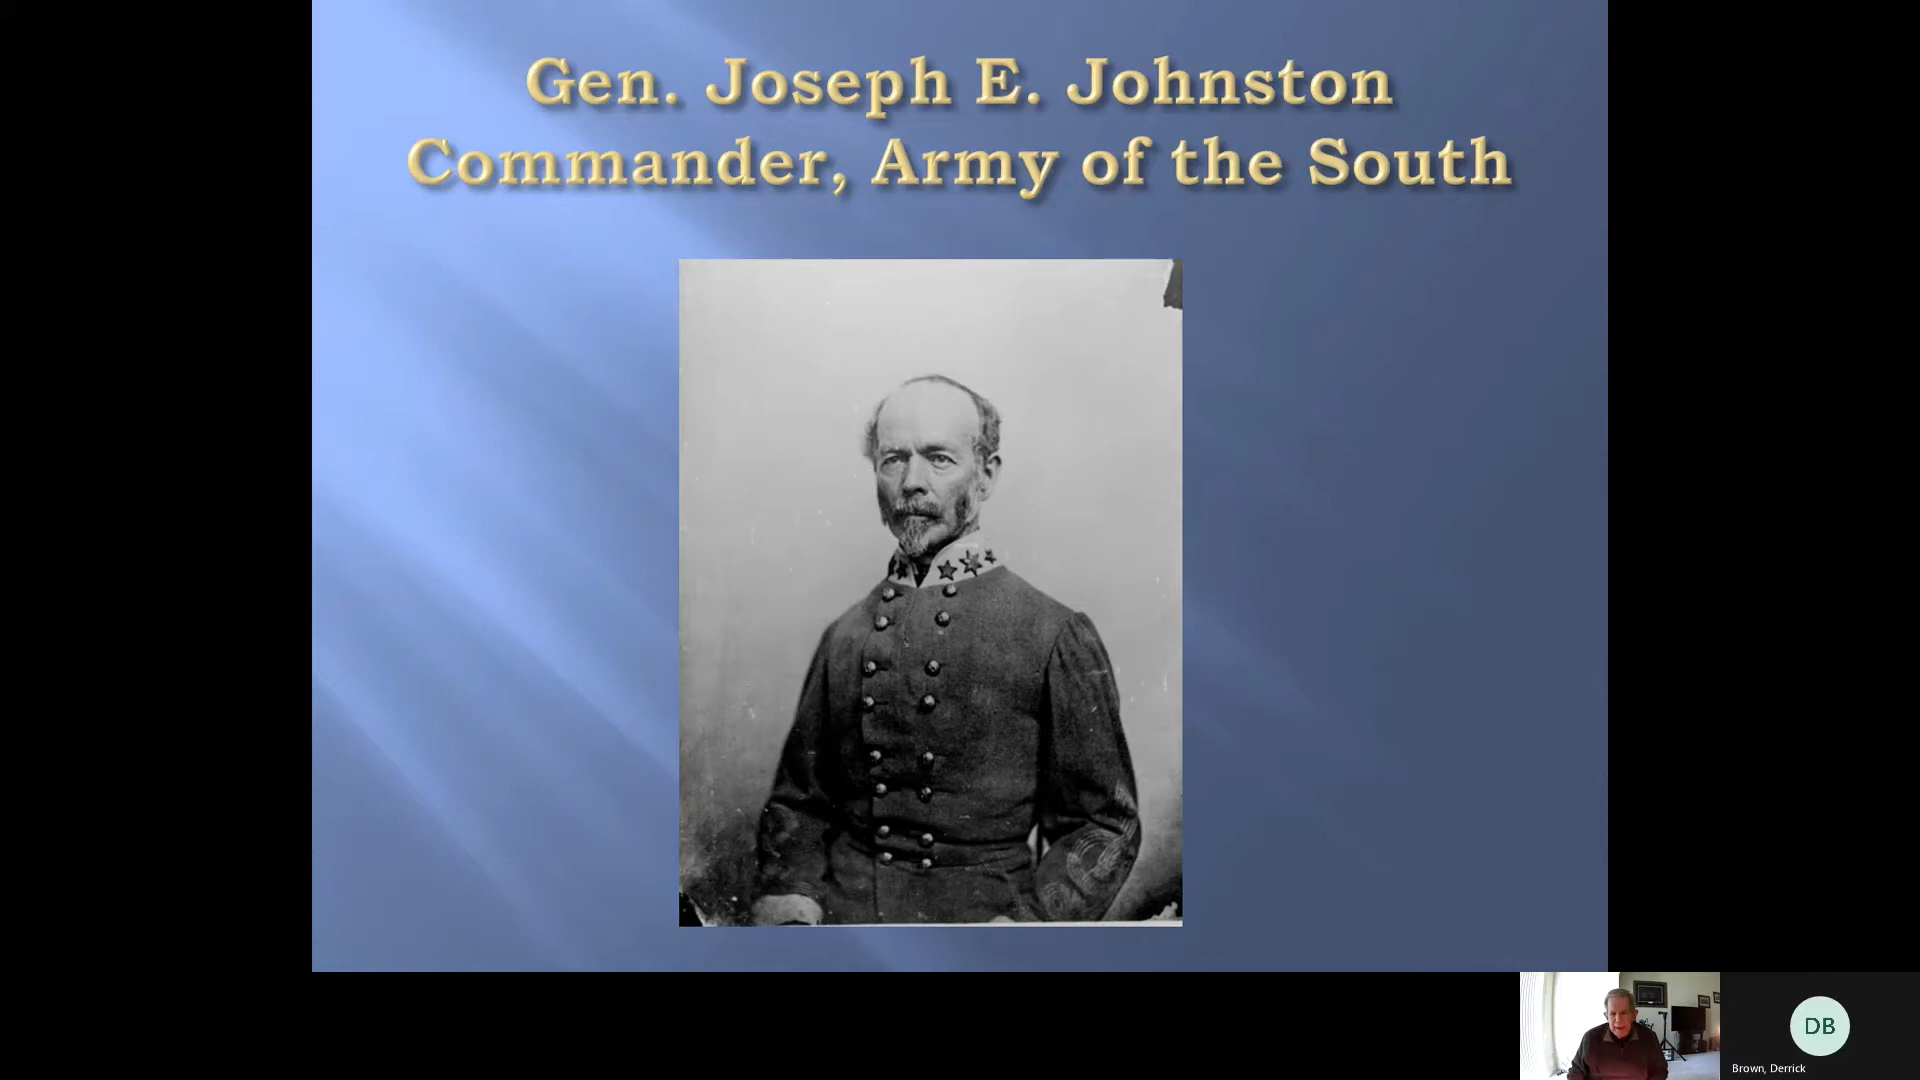 Gen. Joseph E. Johnston
Commander, Army of the South
DB
Brown, Derrick